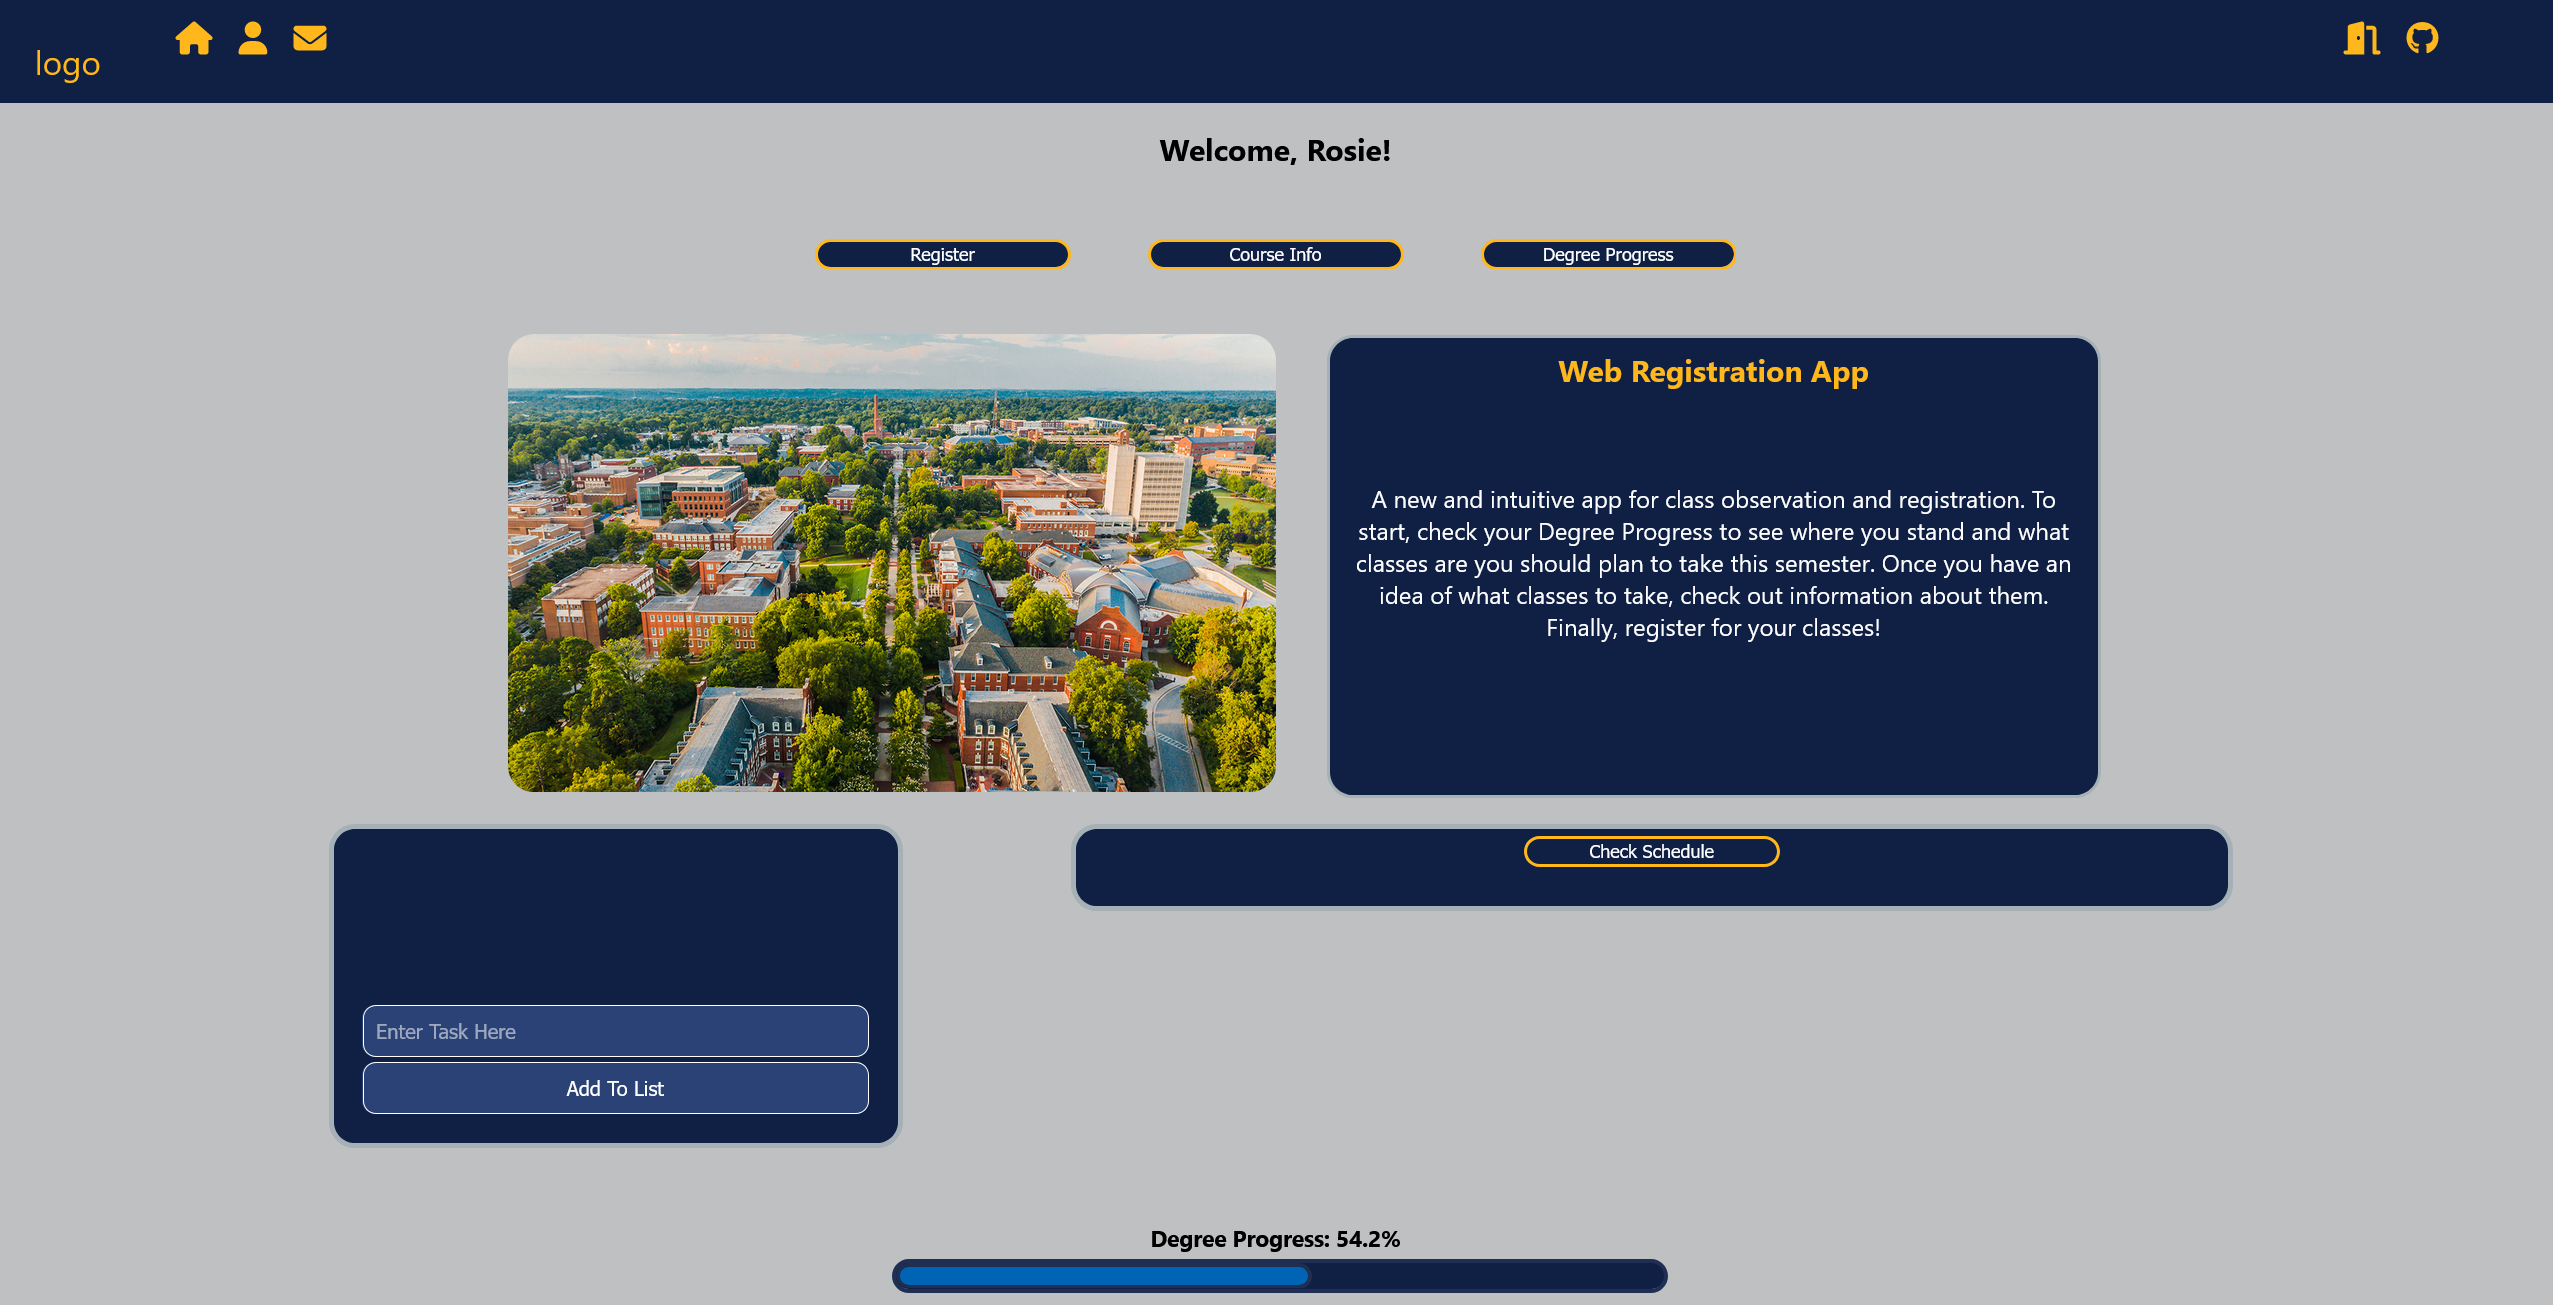 logo
Welcome, Rosie!
Register
Course Info
Degree Progress
Web Registration App
A new and intuitive app for class observation and registration. To
start, check your Degree Progress to see where you stand and what
classes are you should plan to take this semester. Once you have an
idea of what classes to take, check out information about them.
Finally, register for your classes!
Check Schedule
Enter Task Here
Add To List
Degree Progress: 54.2%